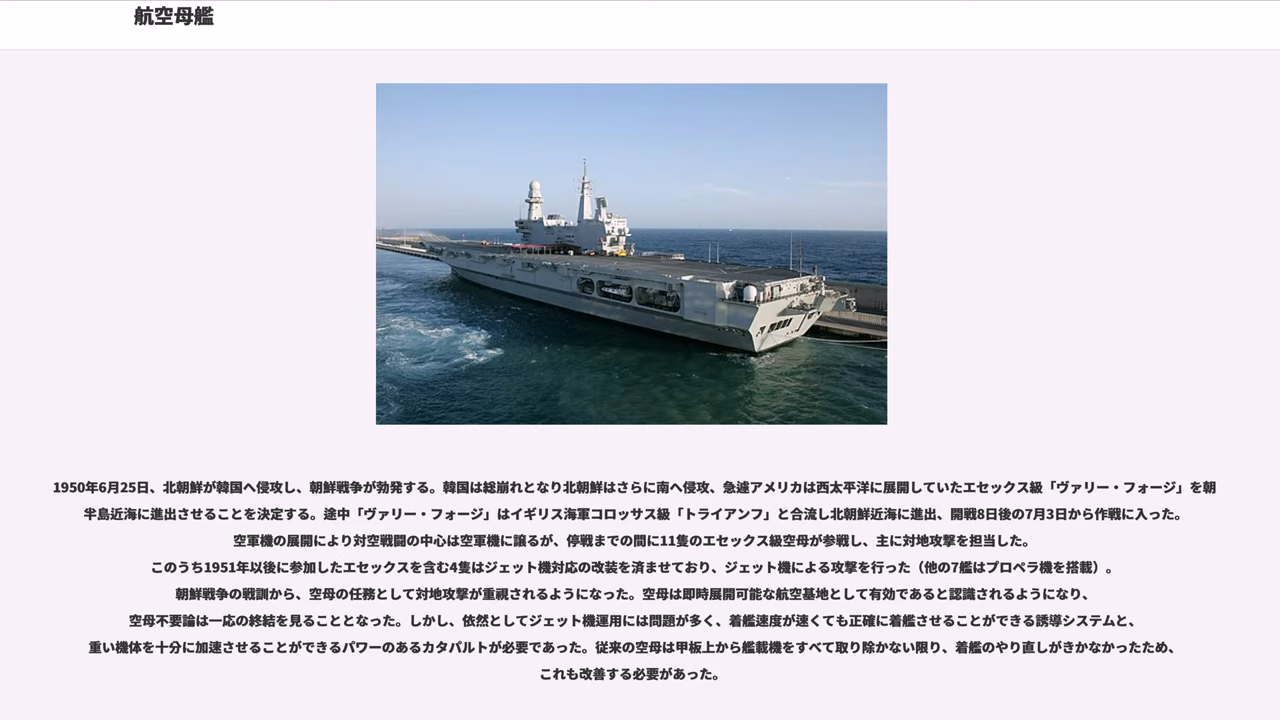 航空母艦
1950年6月25日、北朝鮮が韓国へ侵攻し、朝鮮戦争が勃発する。韓国は総崩れとなり北朝鮮はさらに南へ侵攻、急遽アメリカは西太平洋に展開していたエセックス級「ヴァリー・フォージ」を朝
半島近海に進出させることを決定する。途中「ヴァリー・フォージ」はイギリス海軍コロッサス級「トライアンフ」と合流し北朝鮮近海に進出、開戦8日後の7月3日から作戦に入った。
空軍機の展開により対空戦闘の中心は空軍機に譲るが、停戦までの間に11隻のエセックス級空母が参戦し、主に対地攻撃を担当した。
このうち1951年以後に参加したエセックスを含む4隻はジェット機対応の改装を済ませており、ジェット機による攻撃を行った（他の7艦はプロペラ機を搭載）。
朝鮮戦争の戦訓から、空母の任務として対地攻撃が重視されるようになった。空母は即時展開可能な航空基地として有効であると認識されるようになり、
空母不要論は一応の終結を見ることとなった。しかし、依然としてジェット機運用には問題が多く、着艦速度が速くても正確に着艦させることができる誘導システムと、
重い機体を十分に加速させることができるパワーのあるカタパルトが必要であった。従来の空母は甲板上から艦載機をすべて取り除かない限り、着艦のやり直しがきかなかったため、
これも改善する必要があった。